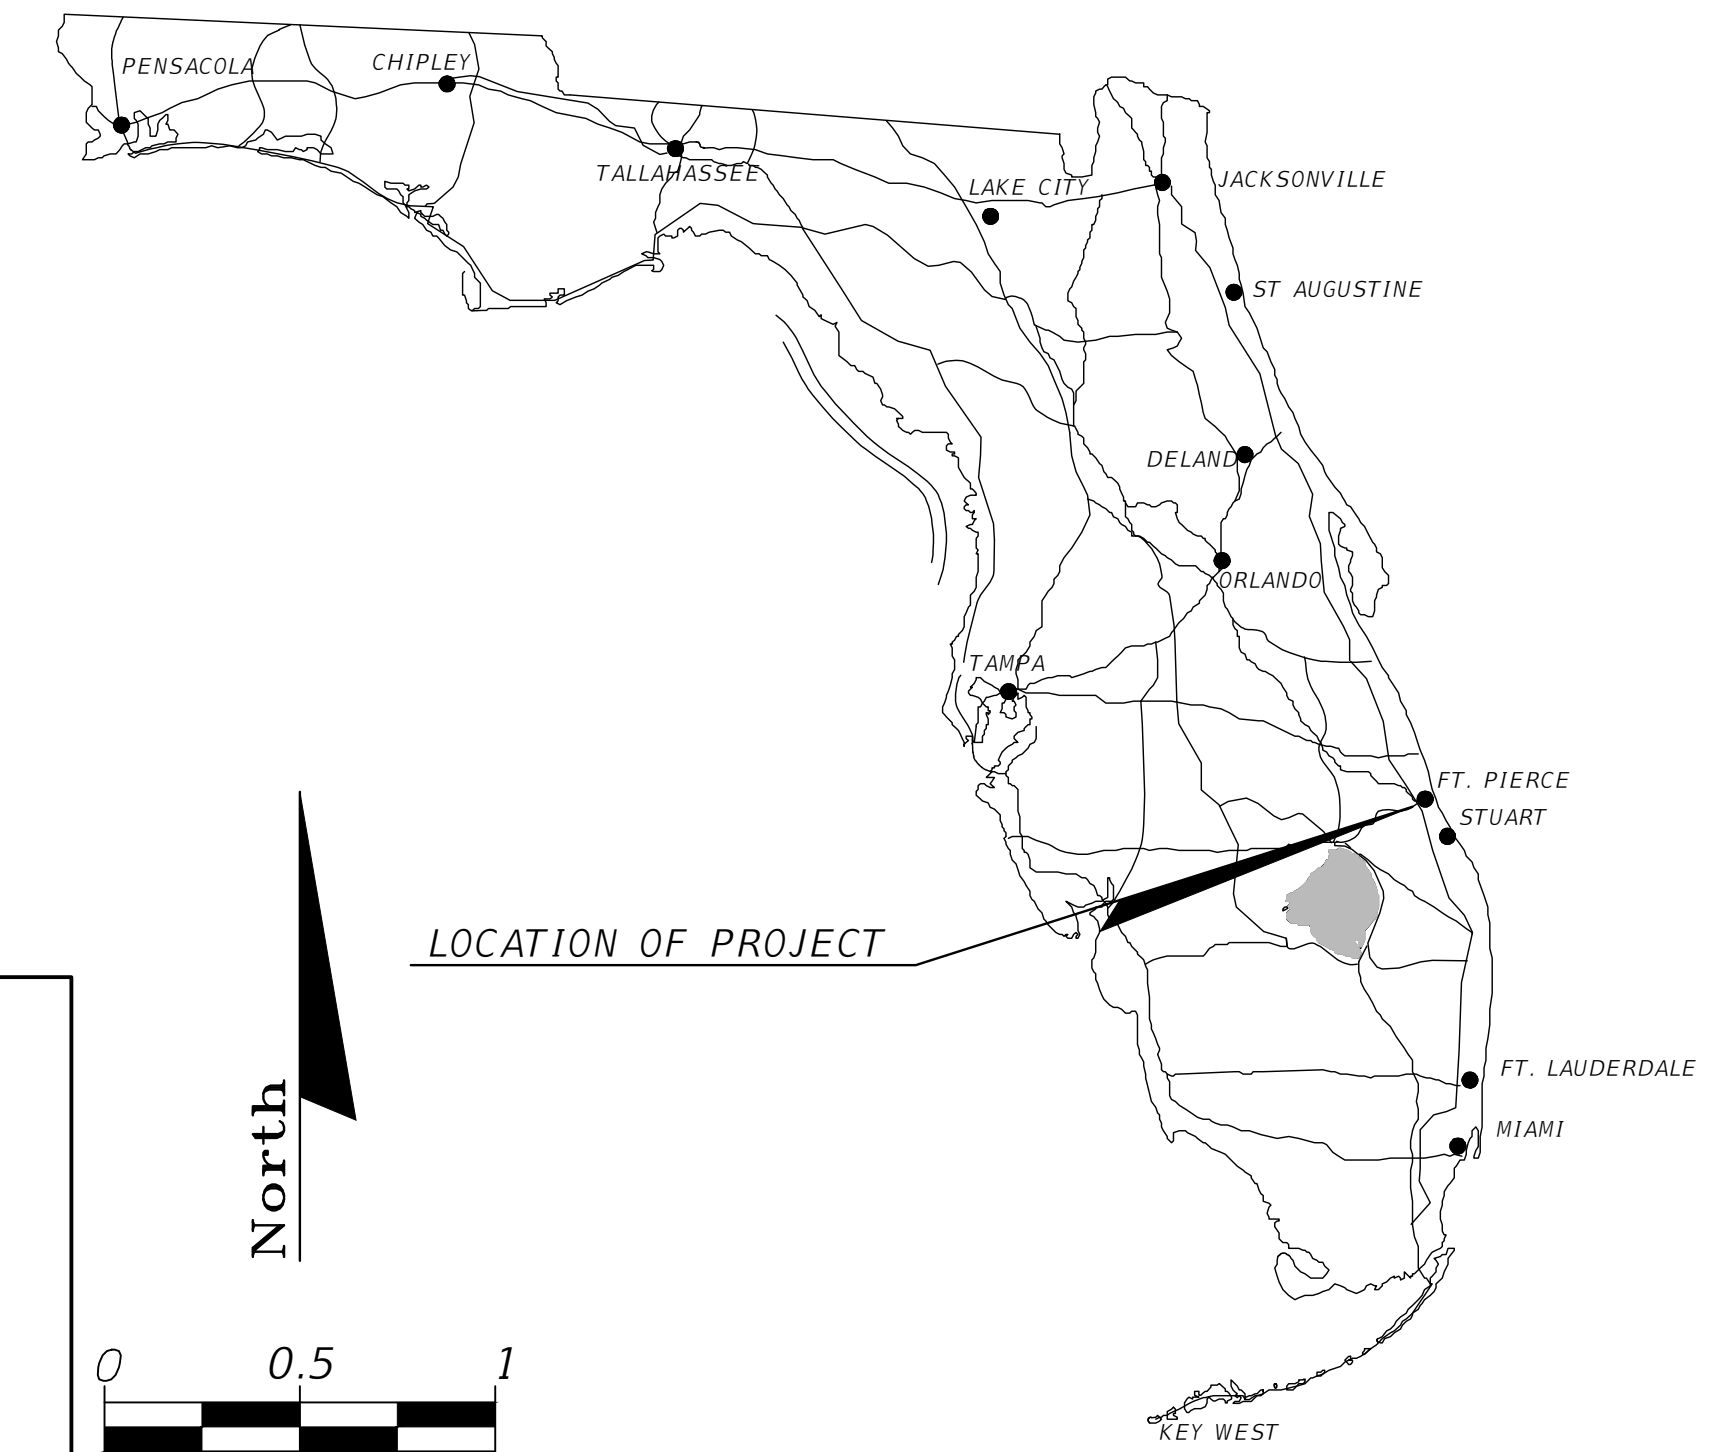 PENSACOLA
CHIPLEY
TALLAHASSEE
LAKE CITY
JACKSONVILLE
ST AUGUSTINE
DELAND
ORLANDO
TAMPA
FT. PIERCE
STUART
LOCATION OF PROJECT
FT. LAUDERDALE
MIAMI
North
0 0.5 1
KEY WEST